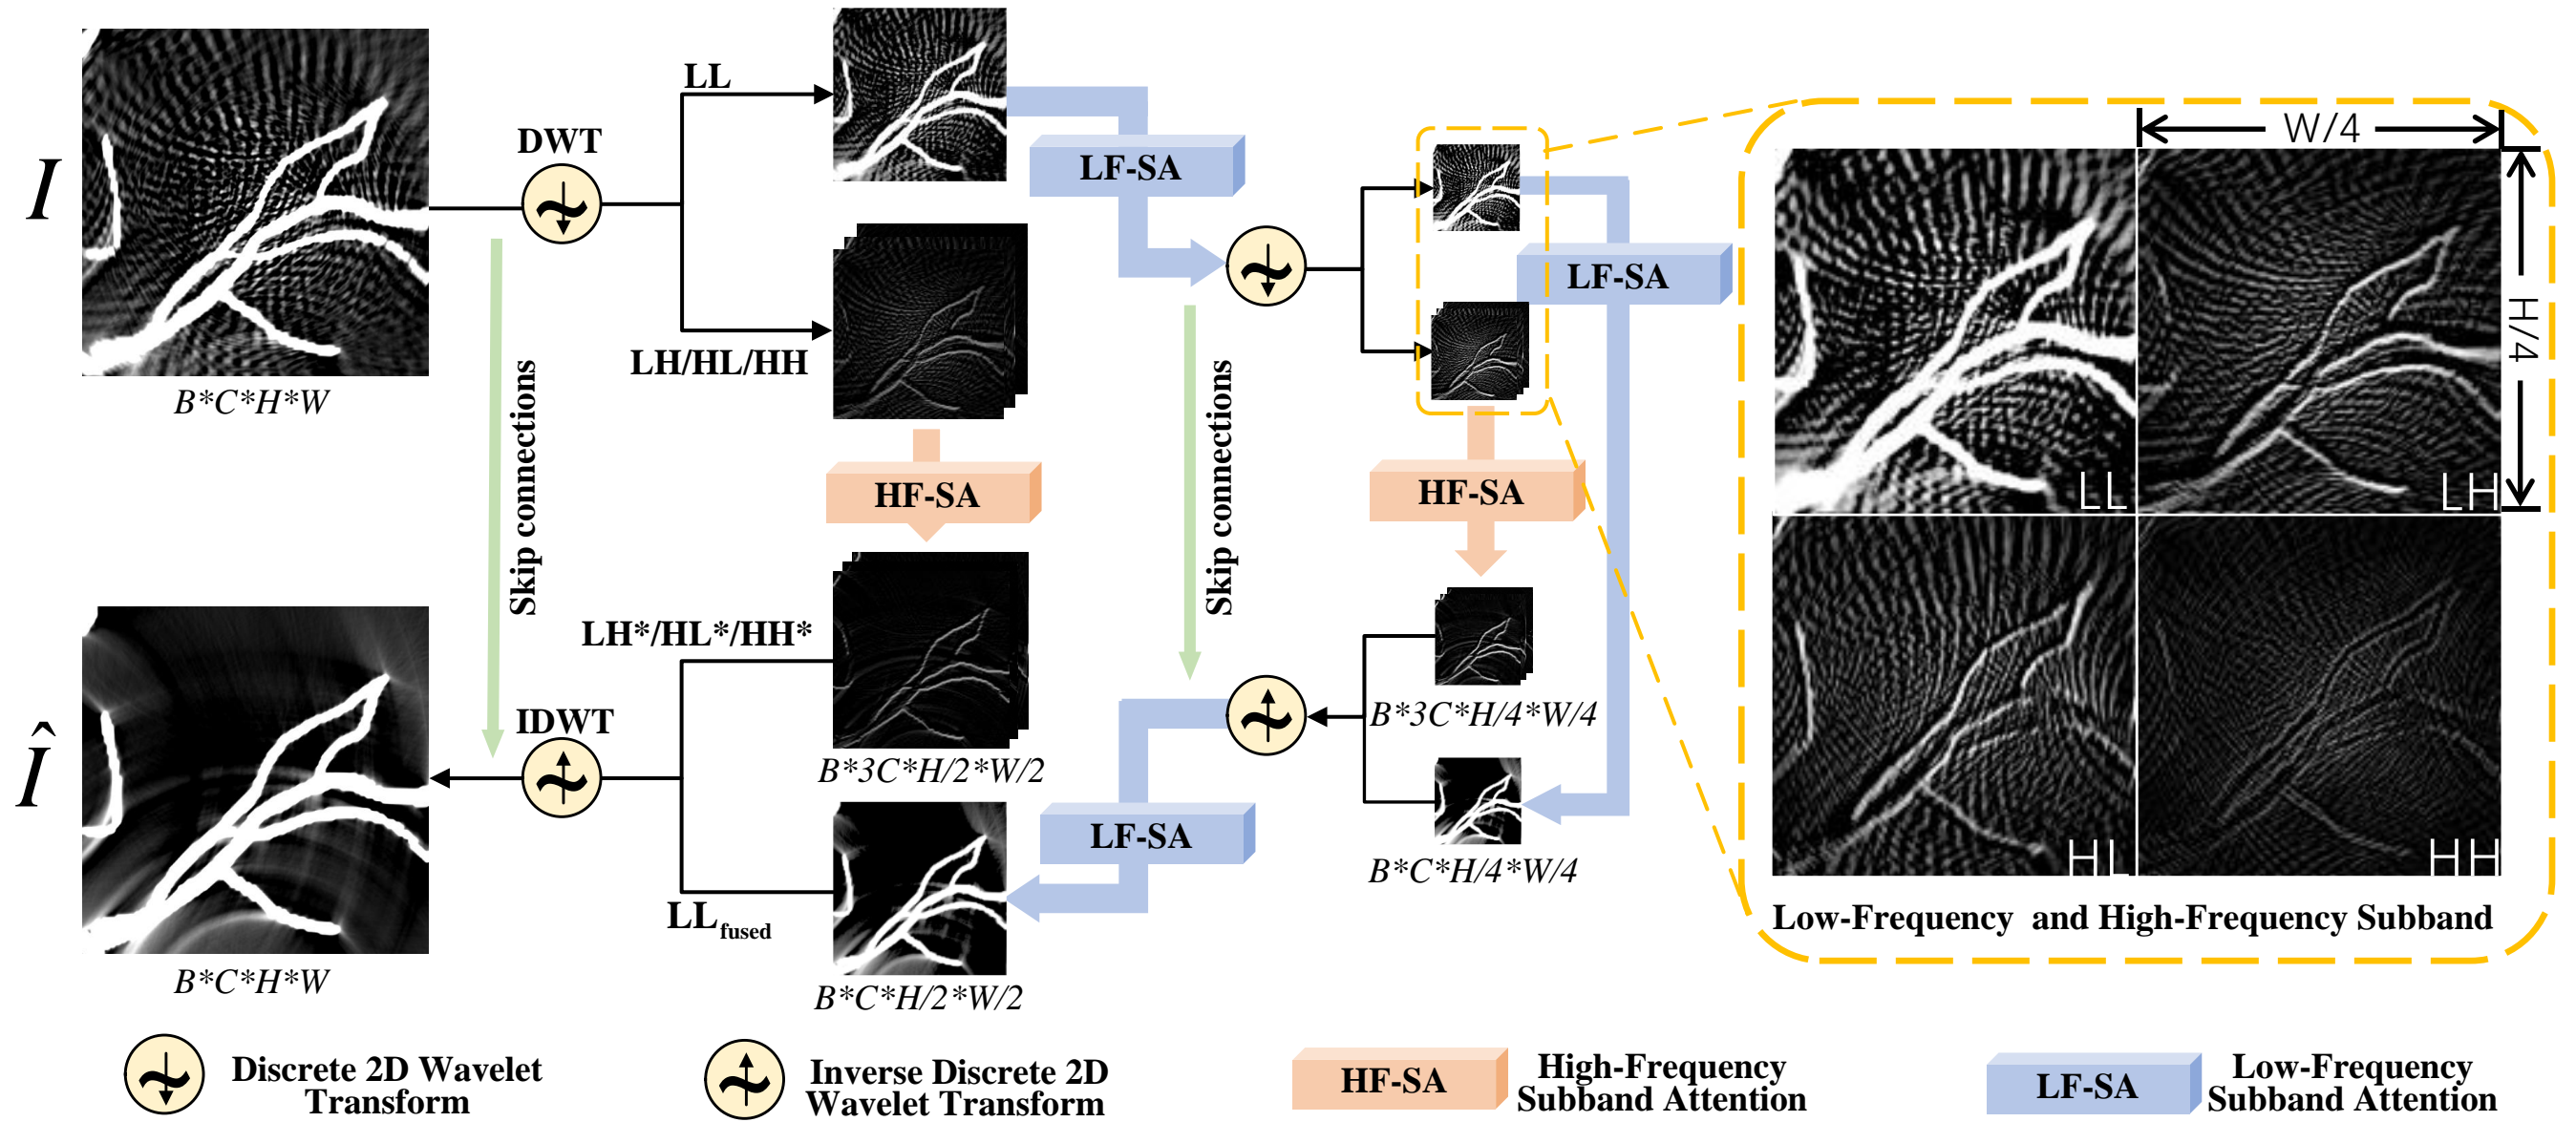 I
B*C*H*W
DWT
LL
LH/HL/HH
LF-SA
HF-SA
Skip connections
Skip connections
LF-SA
HF-SA
W/4
H/4
LL
LH
HL
HH
Low-Frequency and High-Frequency Subband
Î
B*C*H*W
IDWT
LH*/HL*/HH*
B*3C*H/2*W/2
LL fused
B*C*H/2*W/2
LF-SA
B*3C*H/4*W/4
B*C*H/4*W/4
Discrete 2D Wavelet
Transform
Inverse Discrete 2D
Wavelet Transform
HF-SA
High-Frequency
Subband Attention
LF-SA
Low-Frequency
Subband Attention